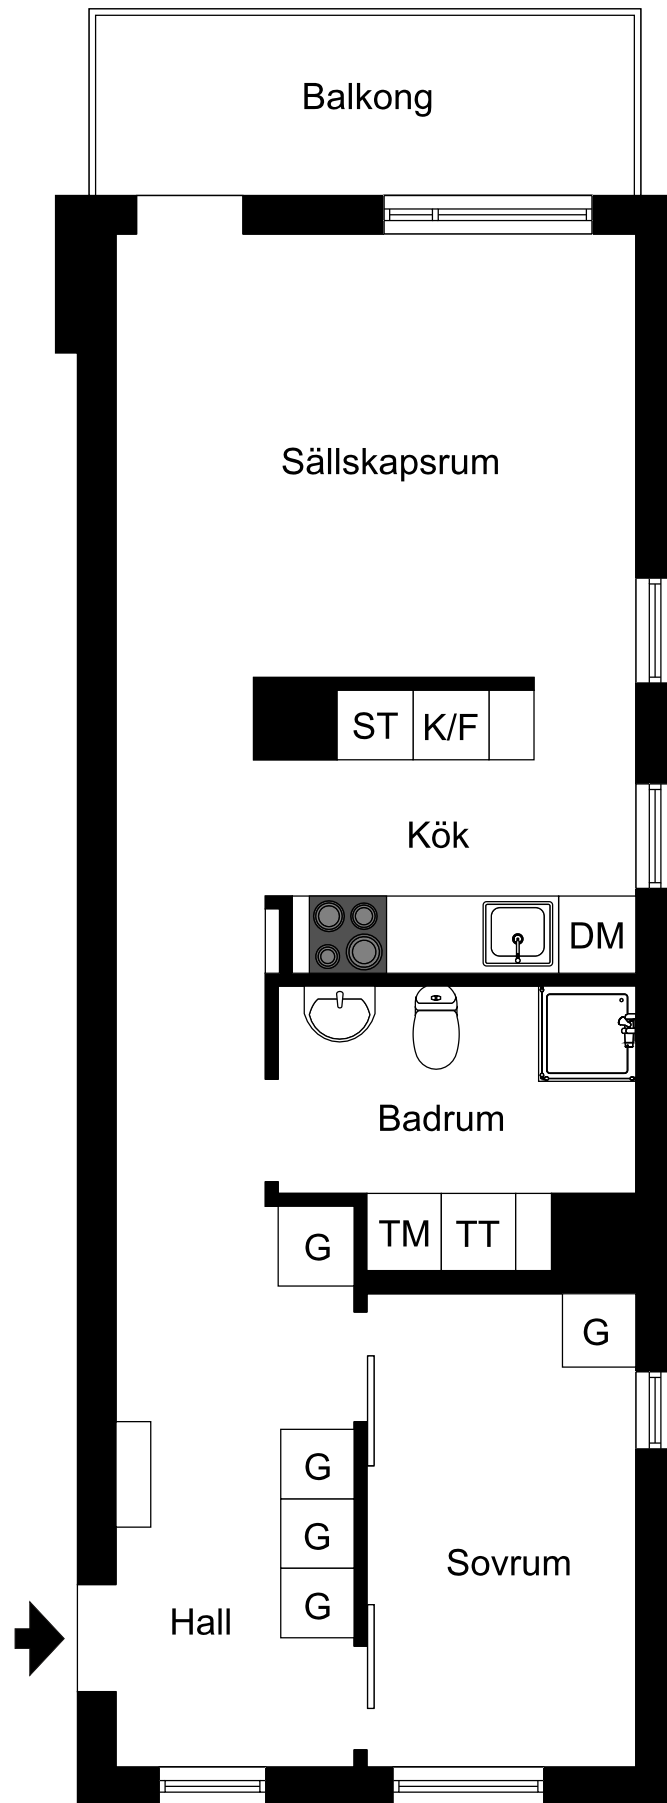 Balkong
Sällskapsrum
ST K/F
Kök
DM
Badrum
TM TT
G
G
G
G
G
Sovrum
Hall